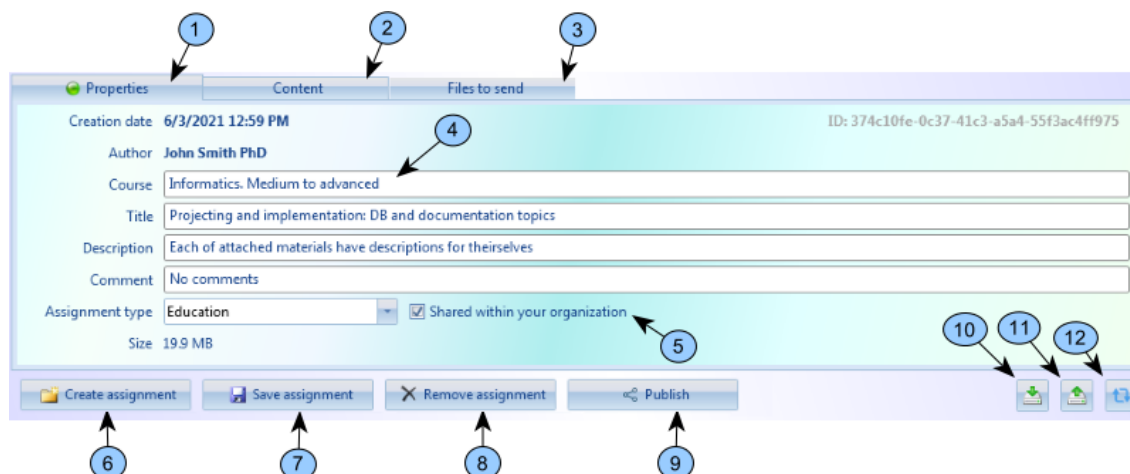 1
2
3
Properties
Content
Files to send
Creation date 6/3/2021 12:59 PM
ID: 374c10fe-0c37-41c3-a5a4-55f3ac4ff975
4
Author John Smith PhD
Course Informatics. Medium to advanced
Title Projecting and implementation: DB and documentation topics
Description Each of attached materials have descriptions for theirselves
Comment No comments
Assignment type Education
Shared within your organization
5
Size 19.9 MB
10
11
12
Create assignment
Save assignment
Remove assignment
Publish
6
7
8
9